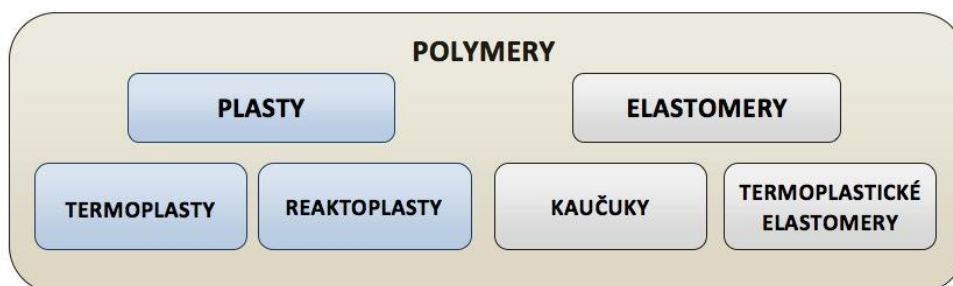 POLYMERY
PLASTY
ELASTOMERY
TERMOPLASTY
REAKTOPLASTY
KAUČUKY
TERMOPLASTICKÉ
ELASTOMERY